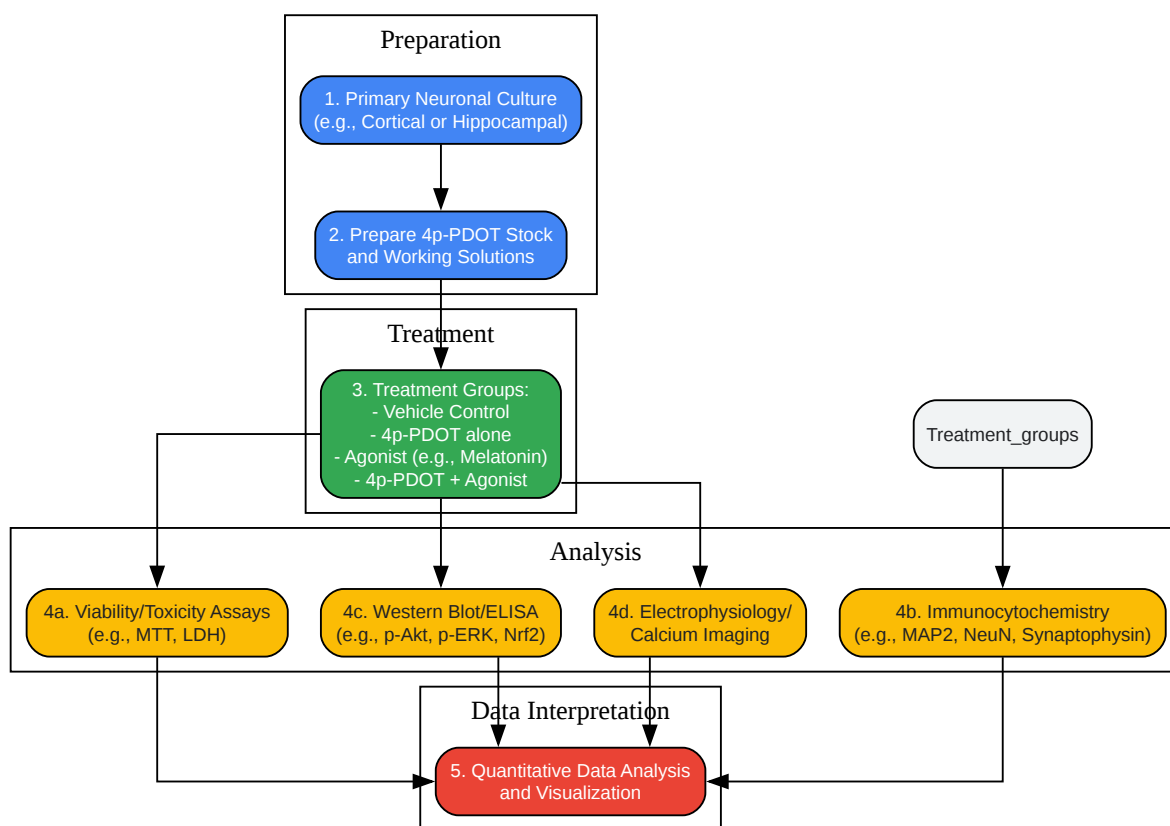 Preparation
1. Primary Neuronal Culture
(e.g., Cortical or Hippocampal)
2. Prepare 4p-PDOT Stock
and Working Solutions
Treatment
3. Treatment Groups:
- Vehicle Control
- 4p-PDOT alone
- Agonist (e.g., Melatonin)
- 4p-PDOT + Agonist
Treatment_groups
Analysis
4a. Viability/Toxicity Assays
(e.g., MTT, LDH)
4c. Western Blot/ELISA
(e.g., p-Akt, p-ERK, Nrf2)
4d. Electrophysiology/
Calcium Imaging
4b. Immunocytochemistry
(e.g., MAP2, NeuN, Synaptophysin)
Data Interpretation
5. Quantitative Data Analysis
and Visualization